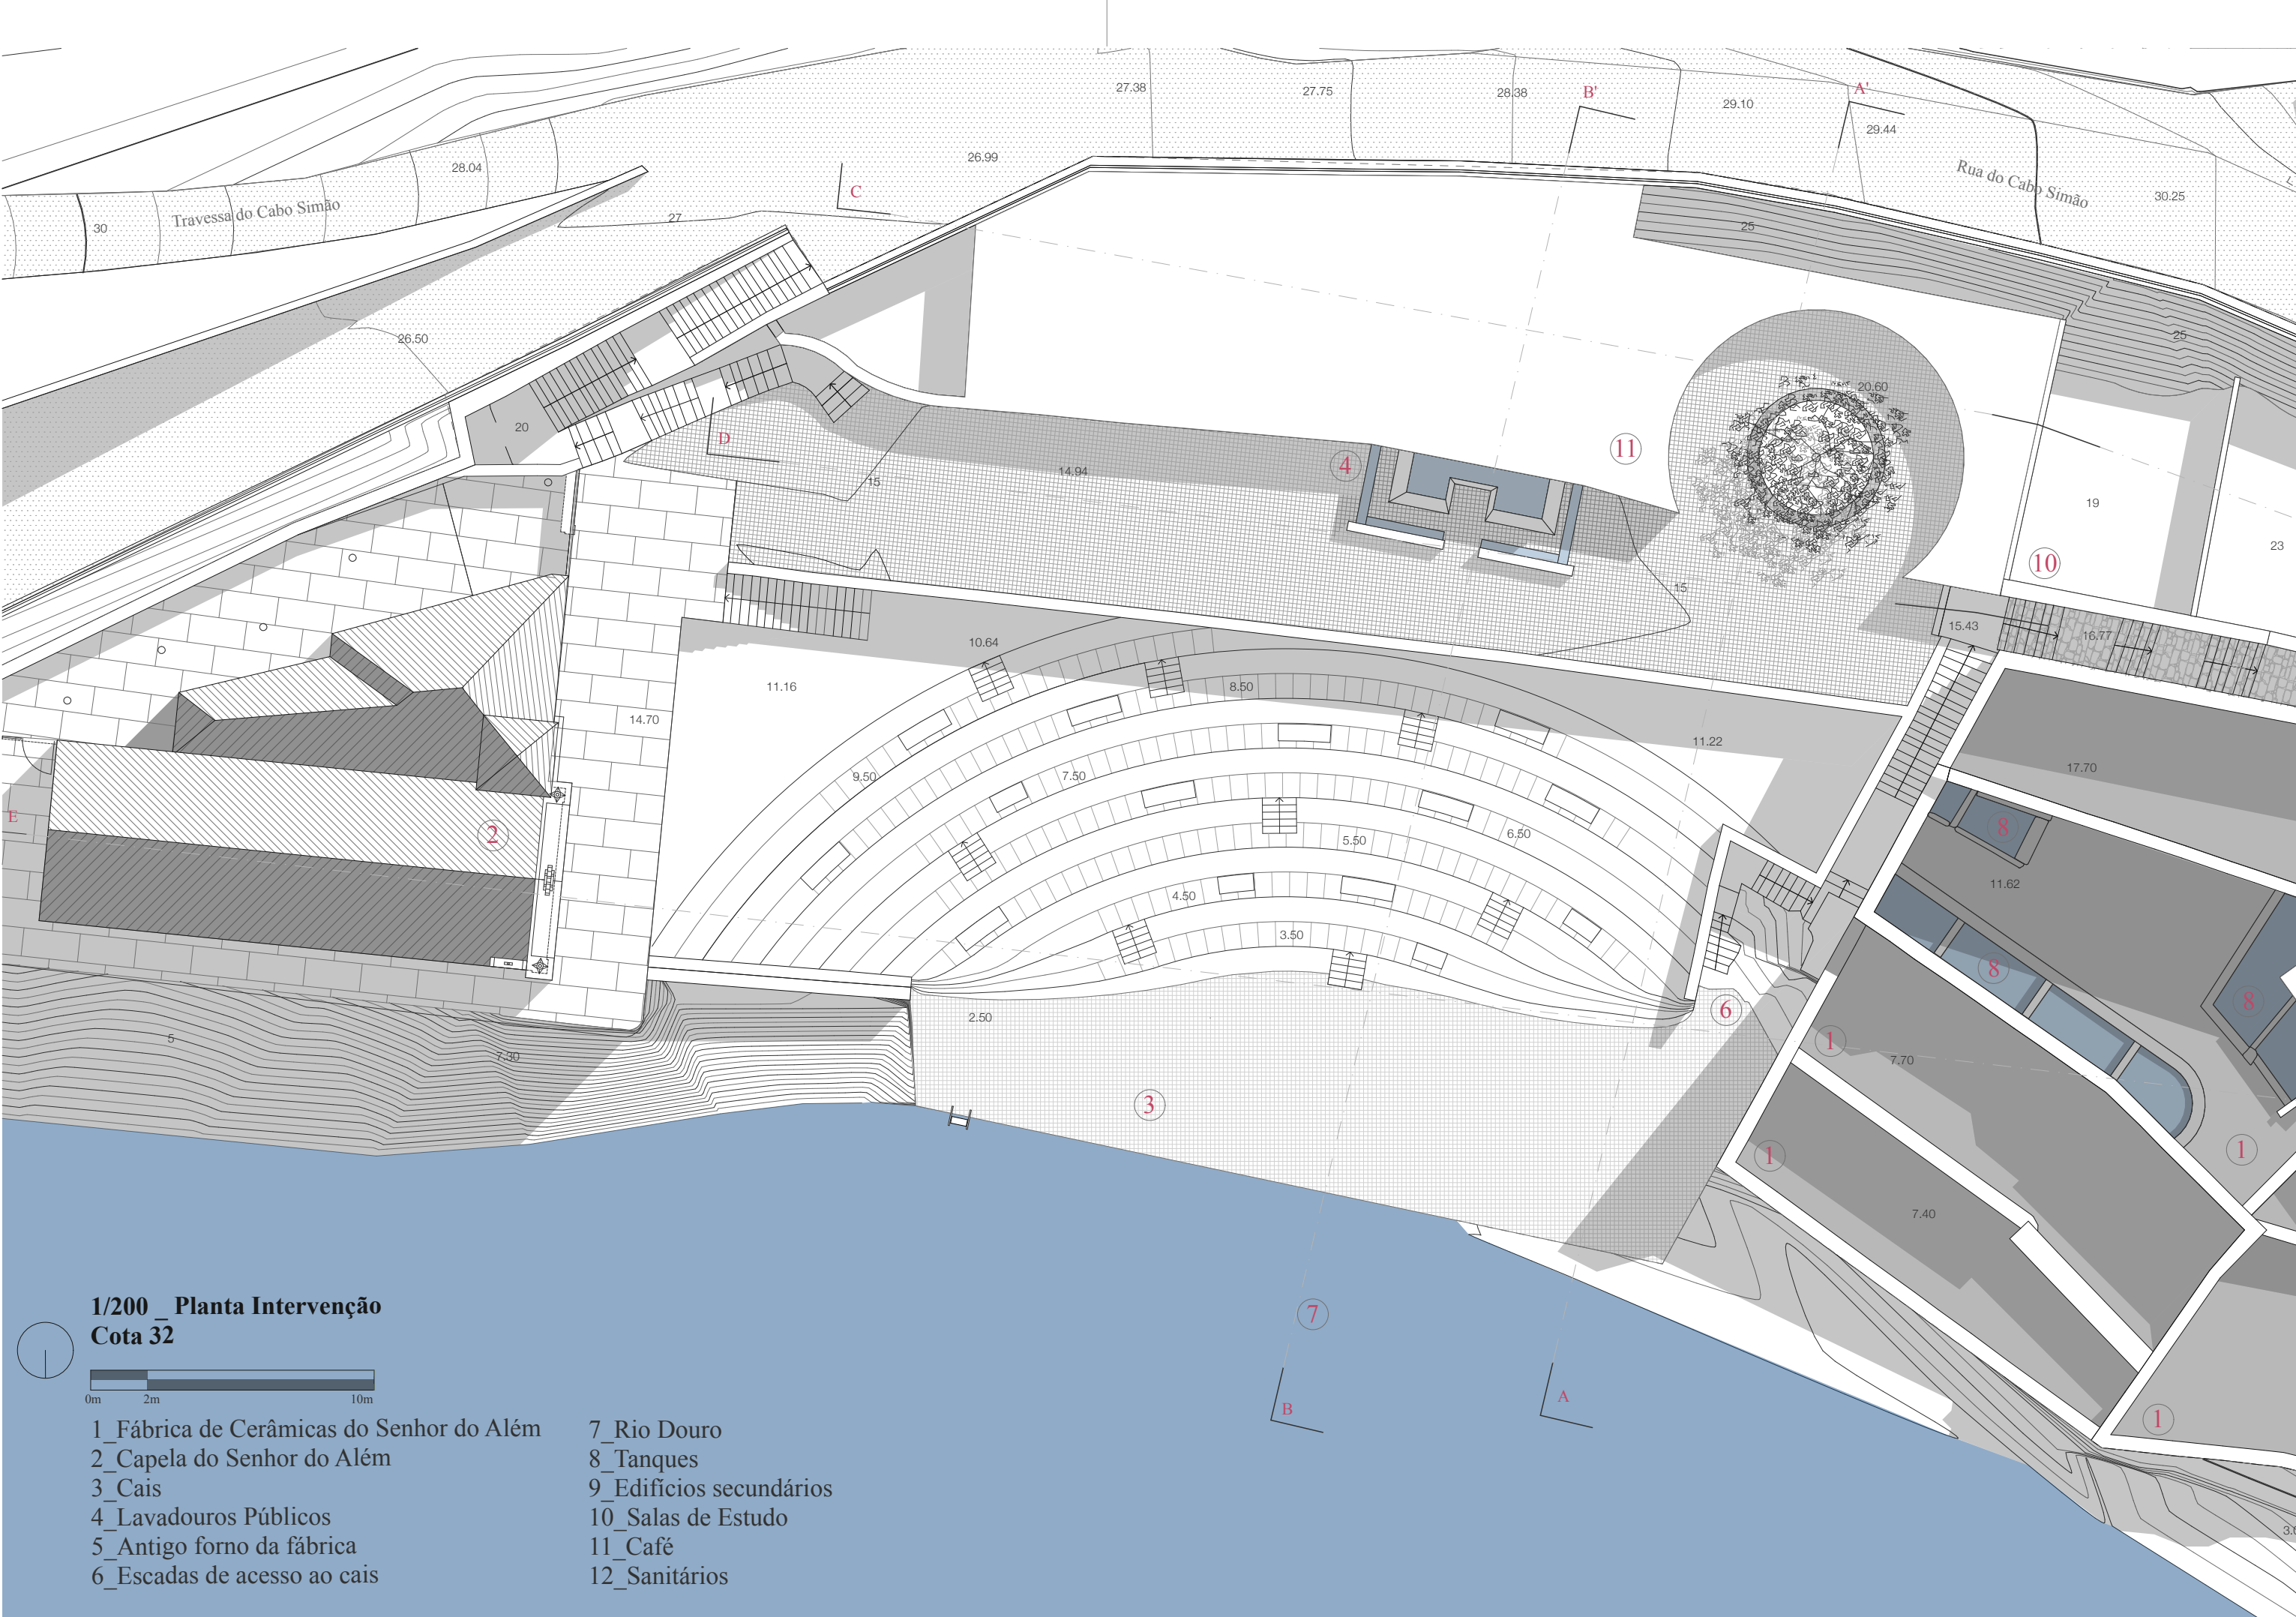 27.38
27.75
28.38
B'
29.10
A'
29.44
28.04
26.99
Rua do Cabo Simão
30.25
C
30
Travessa do Cabo Simão
27
25
25
26.50
20.60
20
D
11
4
14.94
15
19
23
10
15
15.43
16.77
10.64
11.16
8.50
14.70
11.22
17.70
9.50
7.50
E
2
5.50
6.50
8
11.62
4.50
3.50
8
8
2.50
6
5
7.30
1
7.70
3
1
1
7.40
7
B
A
1
3.0
1/200 _ Planta Intervenção
Cota 32
0m 2m 10m
1_Fábrica de Cerâmicas do Senhor do Além
2_Capela do Senhor do Além
3_Cais
4_Lavadouros Públicos
5_Antigo forno da fábrica
6_Escadas de acesso ao cais
7_Rio Douro
8_Tanques
9_Edifícios secundários
10_Salas de Estudo
11_Café
12_Sanitários